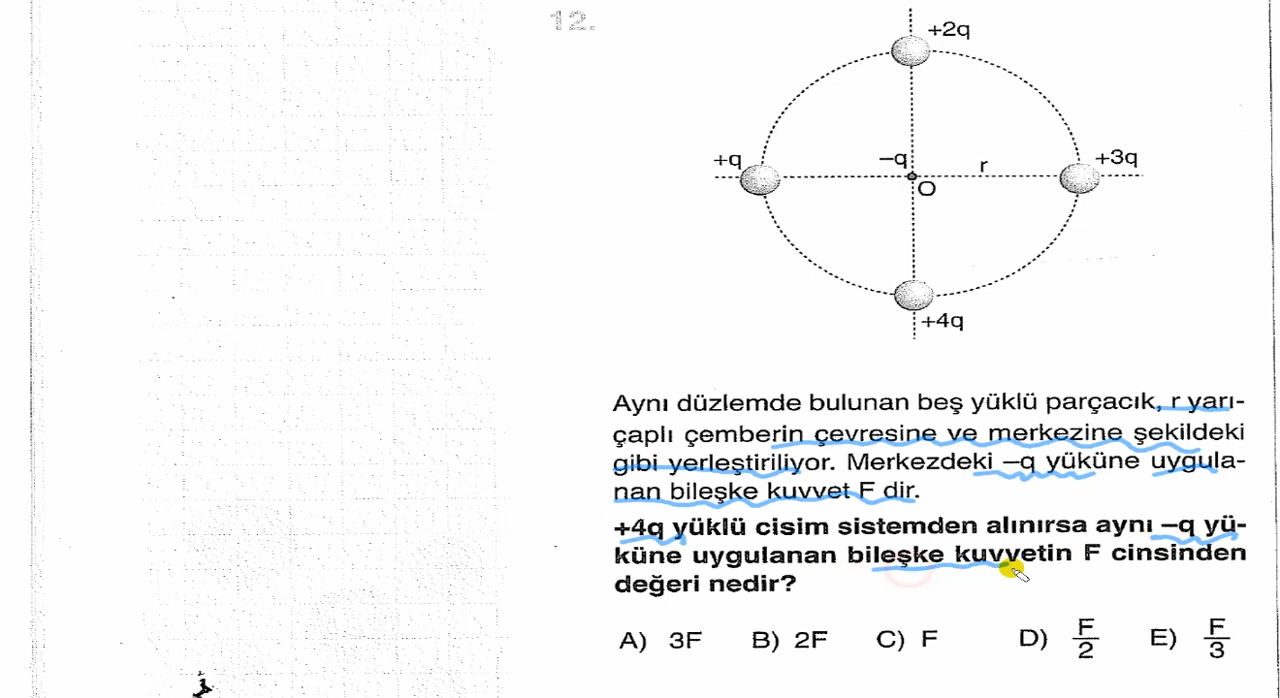 12.
+2q
+q
−q
r
+3q
O
+4q
Aynı düzlemde bulunan beş yüklü parçacık, r yarı-
çaplı çemberin çevresine ve merkezine şekildeki
gibi yerleştiriliyor. Merkezdeki −q yüküne uygula-
nan bileşke kuvvet F dir.
+4q yüklü cisim sistemden alınırsa aynı −q yü-
küne uygulanan bileşke kuvvetin F cinsinden
değeri nedir?
A) 3F B) 2F C) F D) F/2 E) F/3